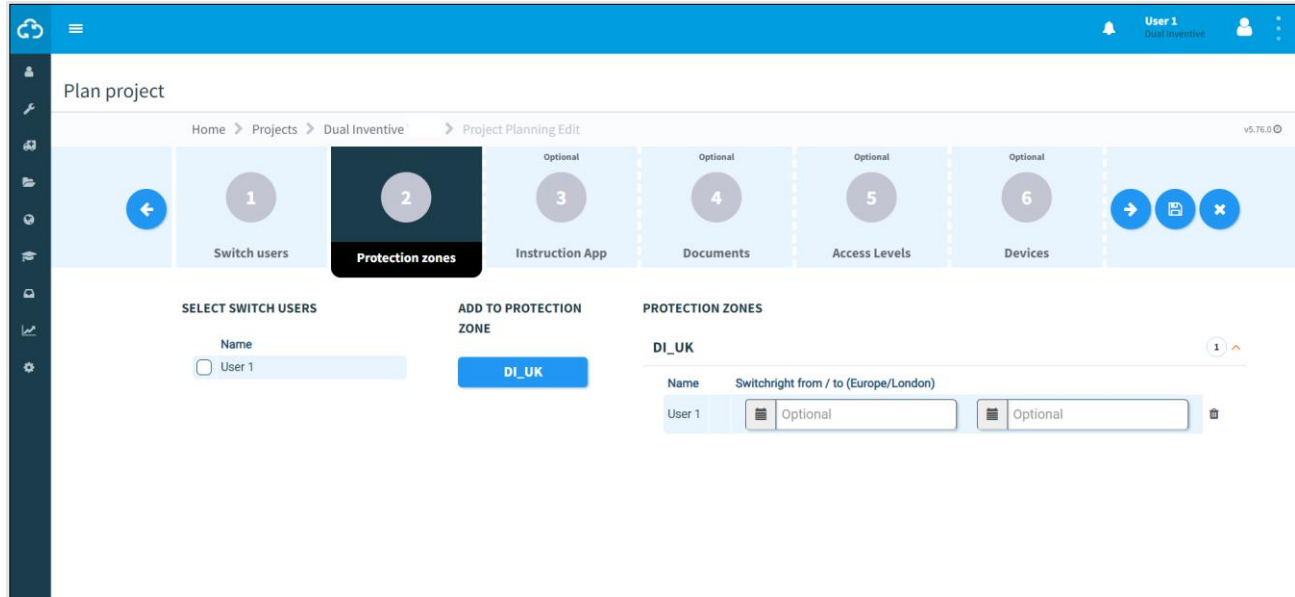 User 1
Dual Inventive
Plan project
Home > Projects > Dual Inventive > Project Planning Edit
v5.76.0
1
Switch users
2
Protection zones
Optional
3
Instruction App
Optional
4
Documents
Optional
5
Access Levels
Optional
6
Devices
SELECT SWITCH USERS
Name
User 1
ADD TO PROTECTION
ZONE
DI_UK
PROTECTION ZONES
DI_UK 1
Name Switchright from / to (Europe/London)
User 1 Optional Optional